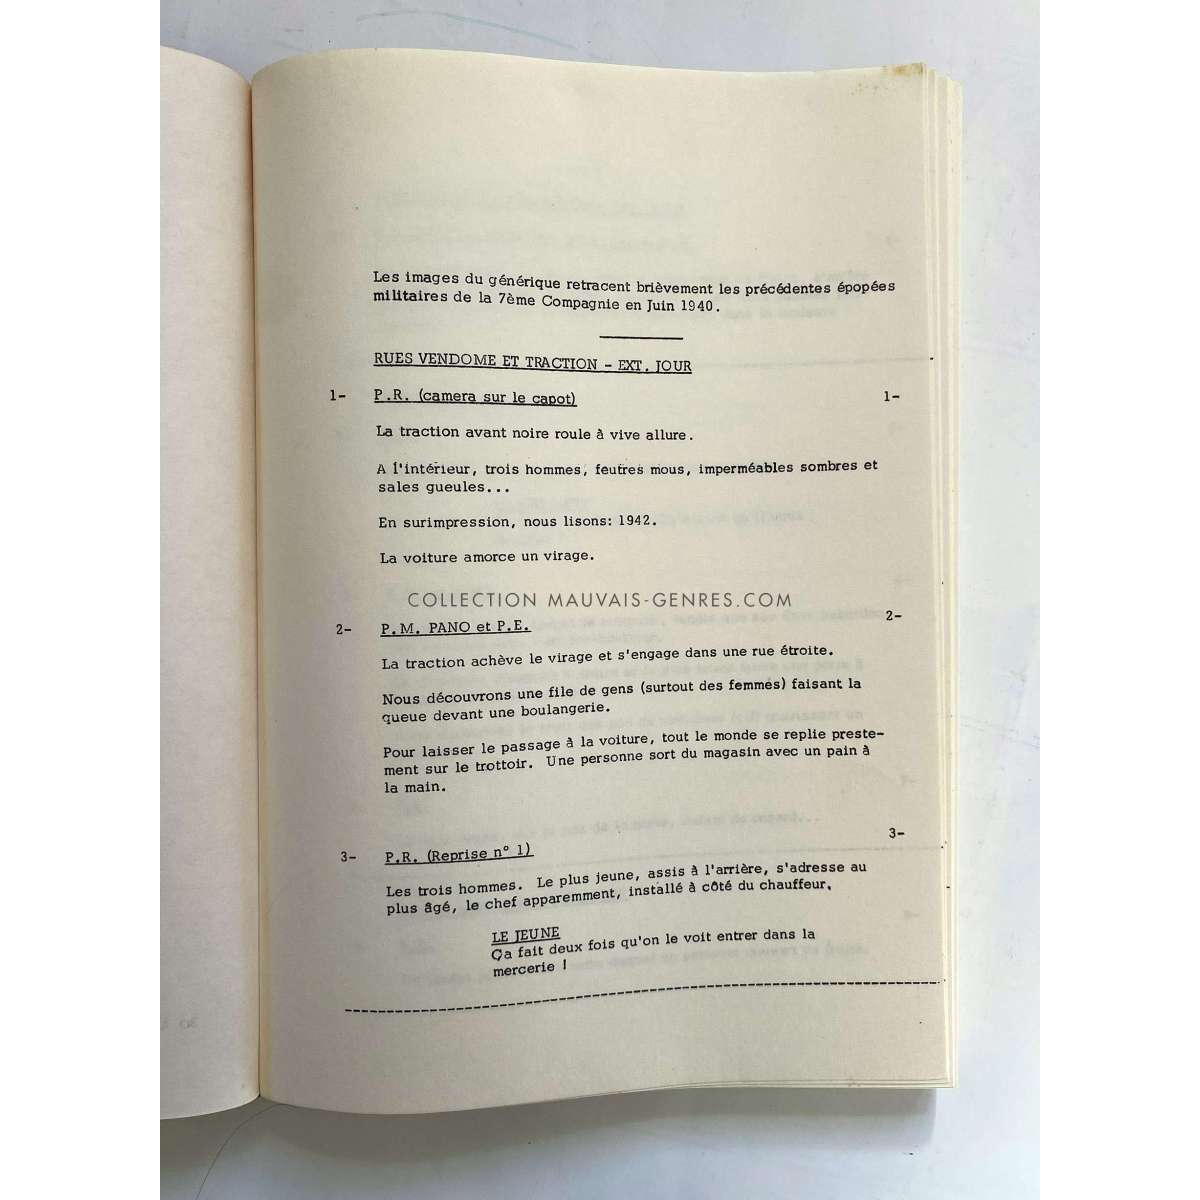 Les images du générique retracent brièvement les précédentes épopées
militaires de la 7ème Compagnie en Juin 1940.
RUES VENDOME ET TRACTION - EXT. JOUR
1- P.R. (camera sur le capot) 1-
La traction avant noire roule à vive allure.
A l'intérieur, trois hommes, feutres mous, imperméables sombres et
sales gueules...
En surimpression, nous lisons: 1942.
La voiture amorce un virage.
COLLECTION MAUVAIS-GENRES.COM
2- P.M. PANO et P.E. 2-
La traction achève le virage et s'engage dans une rue étroite.
Nous découvrons une file de gens (surtout des femmes) faisant la
queue devant une boulangerie.
Pour laisser le passage à la voiture, tout le monde se replie preste-
ment sur le trottoir. Une personne sort du magasin avec un pain à
la main.
3- P.R. (Reprise n° 1) 3-
Les trois hommes. Le plus jeune, assis à l'arrière, s'adresse au
plus âgé, le chef apparemment, installé à côté du chauffeur.
LE JEUNE
Ça fait deux fois qu'on le voit entrer dans la
mercerie !